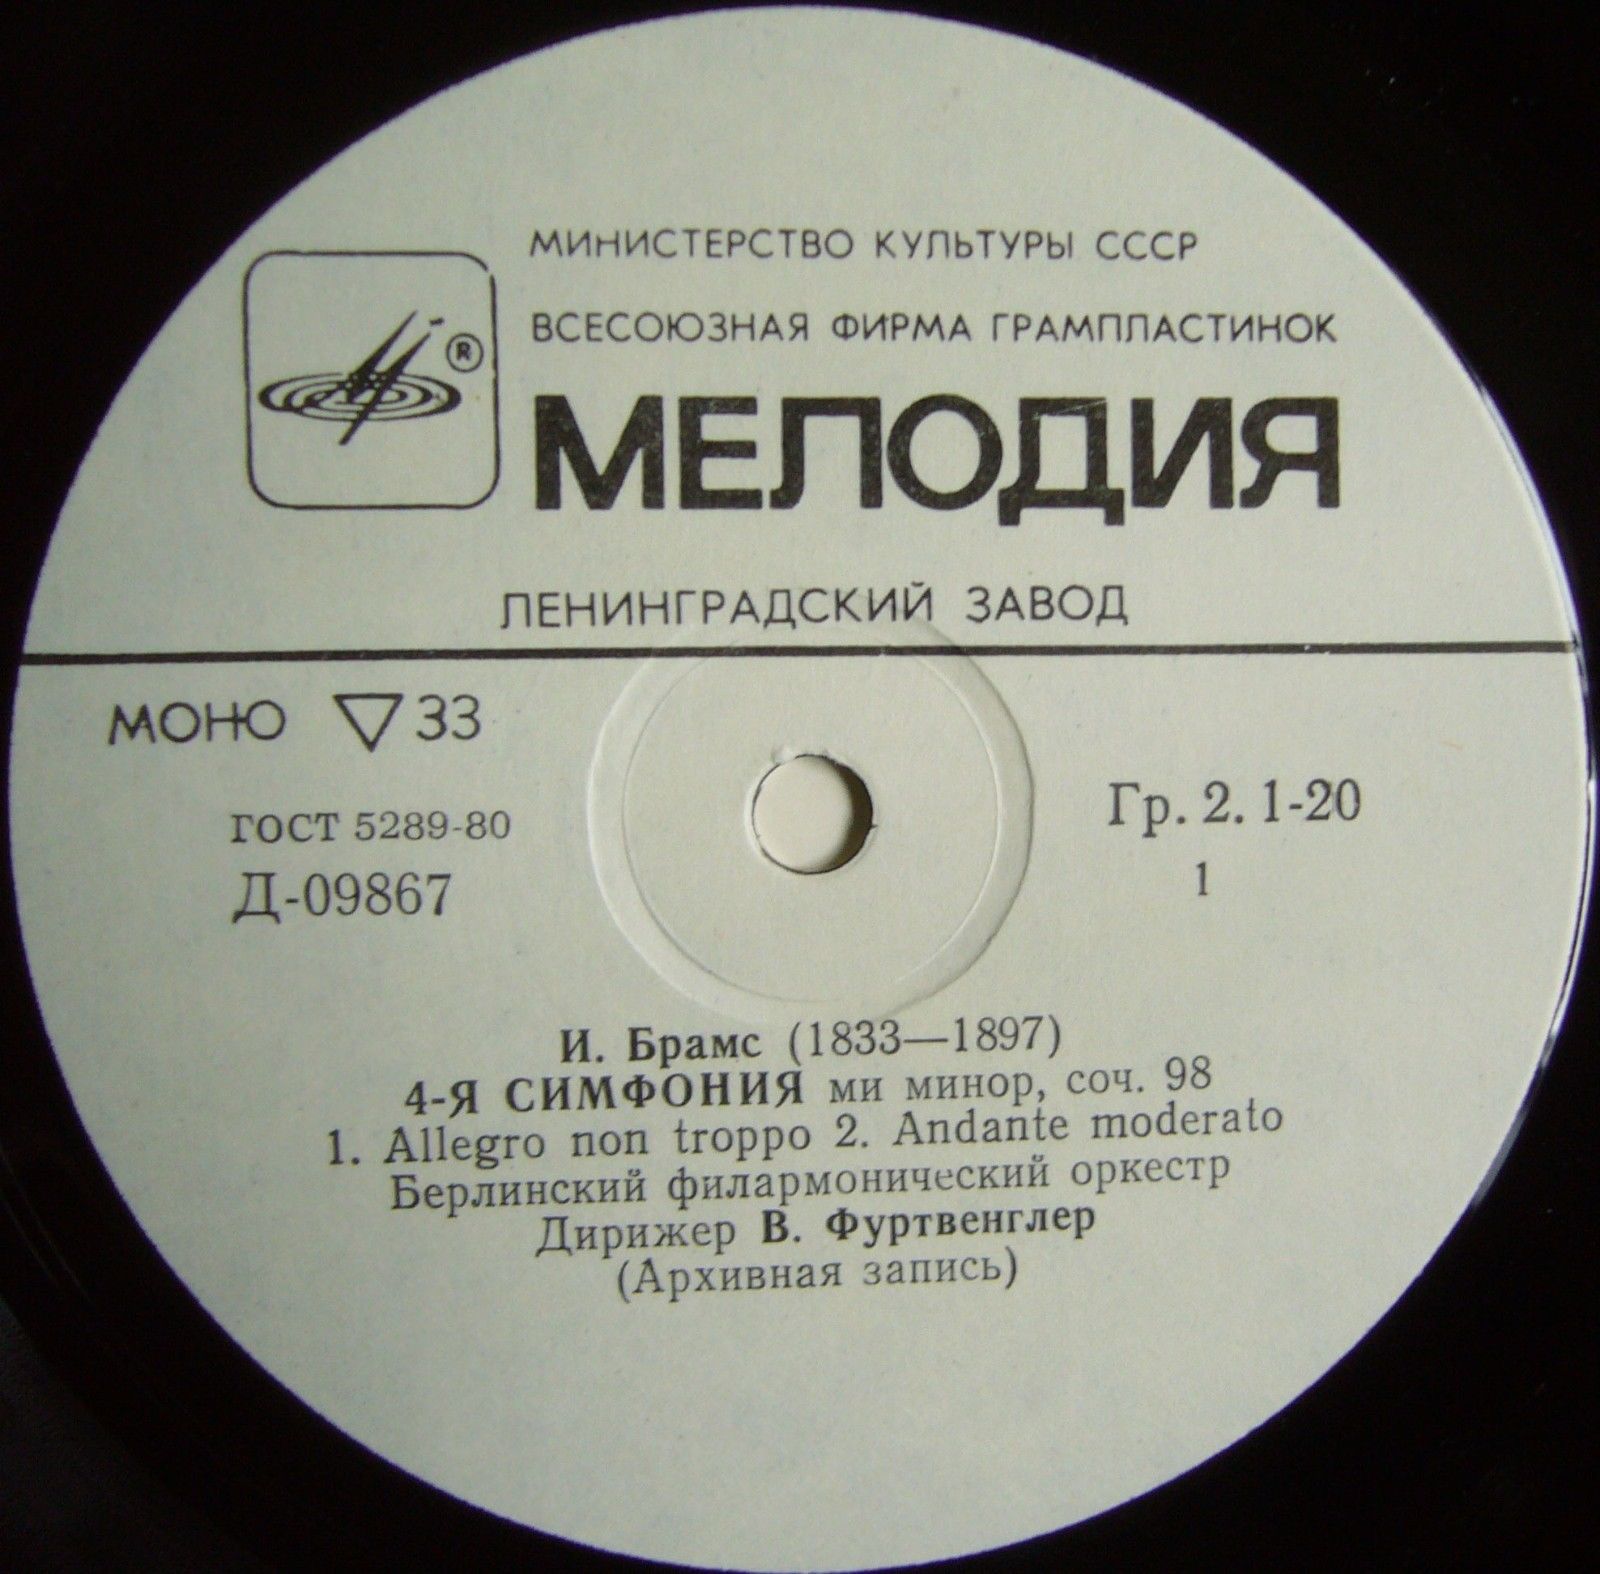 МИНИСТЕРСТВО КУЛЬТУРЫ СССР
ВСЕСОЮЗНАЯ ФИРМА ГРАМПЛАСТИНОК
®
МЕЛОДИЯ
ЛЕНИНГРАДСКИЙ ЗАВОД
МОНО ▽33
ГОСТ 5289-80
Д-09867
Гр. 2. 1-20
1
И. Брамс (1833—1897)
4-Я СИМФОНИЯ ми минор, соч. 98
1. Allegro non troppo 2. Andante moderato
Берлинский филармонический оркестр
Дирижер В. Фуртвенглер
(Архивная запись)